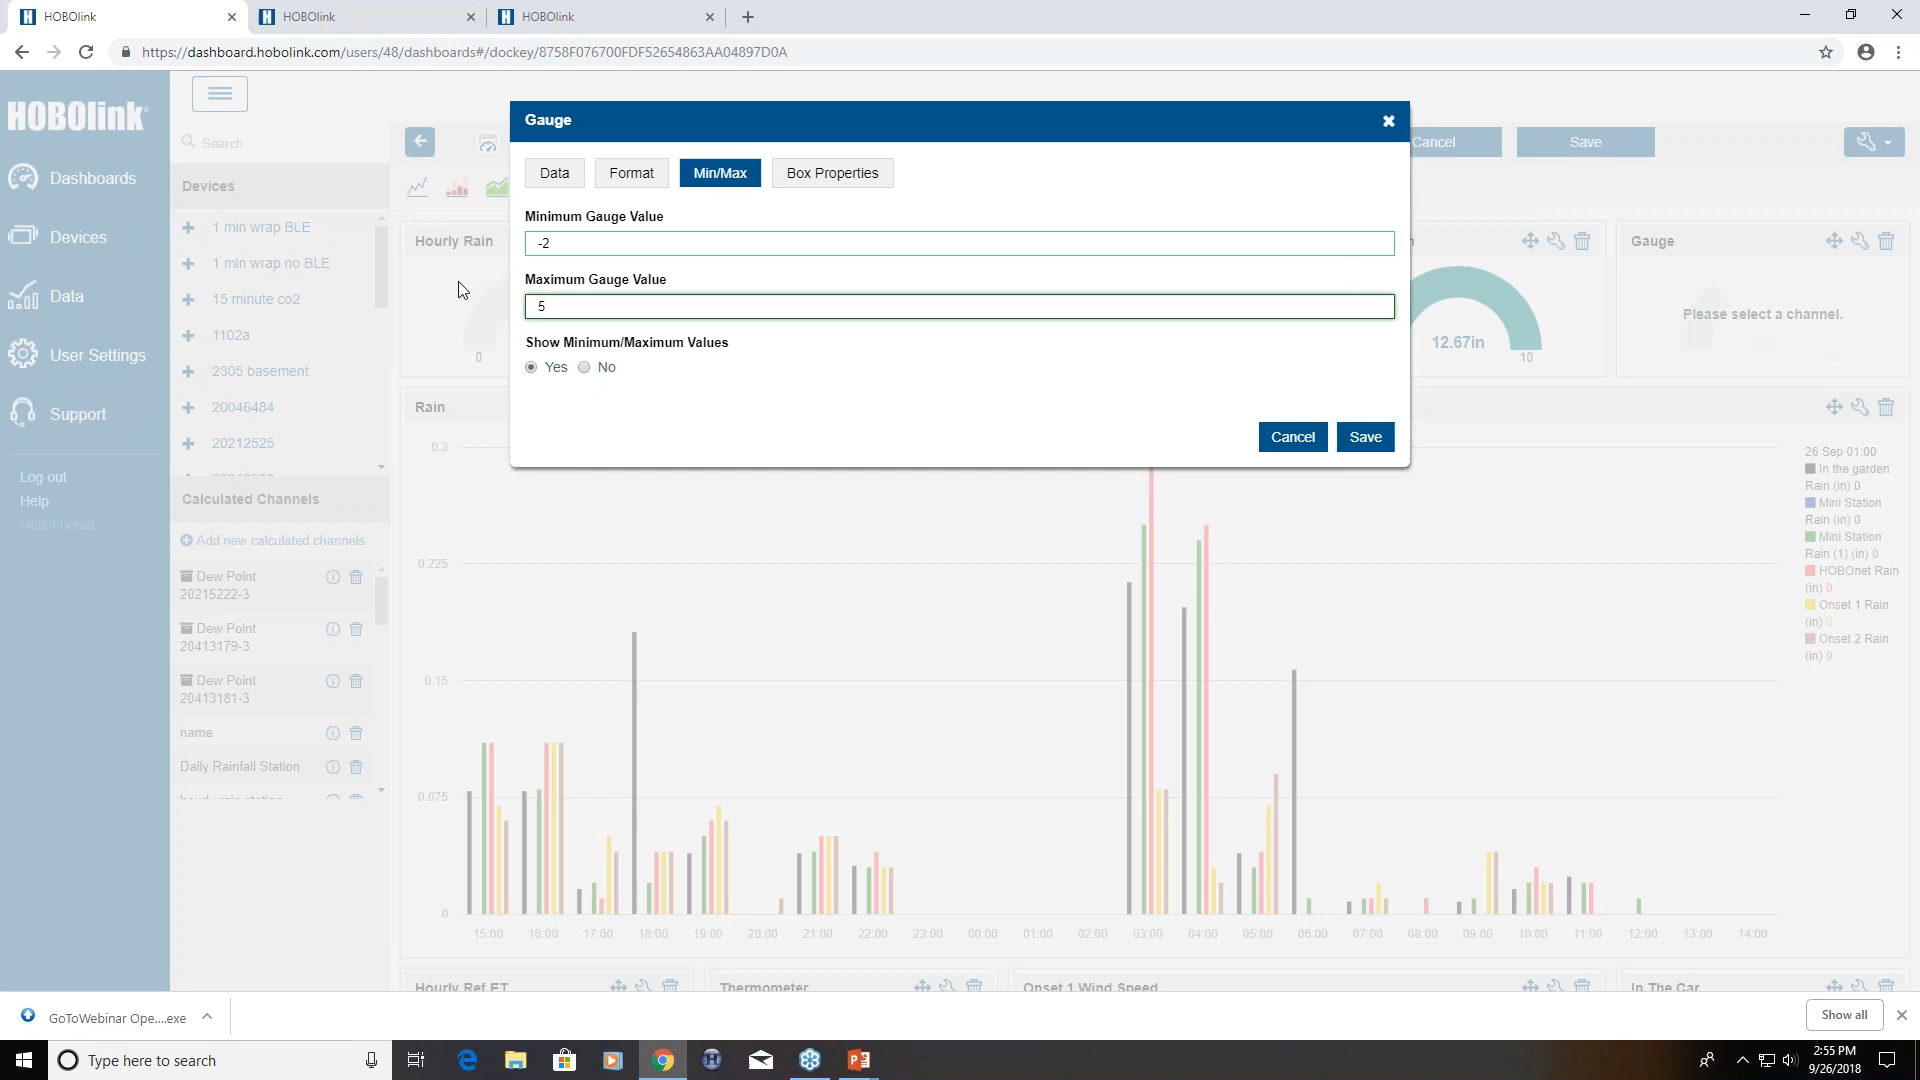 HOBOlink
HOBOlink
HOBOlink
https://dashboard.hobolink.com/users/48/dashboards#/dockey/8758F076700FDF52654863AA04897D0A
HOBOlink
Dashboards
Devices
Data
User Settings
Support
Log out
Help
Search
Devices
1 min wrap BLE
1 min wrap no BLE
15 minute co2
1102a
2305 basement
20046484
20212525
Calculated Channels
Add new calculated channels
Dew Point
20215222-3
Dew Point
20413179-3
Dew Point
20413181-3
name
Daily Rainfall Station
hourly rain station
Cancel
Save
Gauge
Data
Format
Min/Max
Box Properties
Minimum Gauge Value
-2
Maximum Gauge Value
5
Show Minimum/Maximum Values
Yes
No
Cancel
Save
Hourly Rain
0
12.67in
10
Gauge
Please select a channel.
Rain
0.3
0.225
0.15
0.075
0
15:00 16:00 17:00 18:00 19:00 20:00 21:00 22:00 23:00 00:00 01:00 02:00 03:00 04:00 05:00 06:00 07:00 08:00 09:00 10:00 11:00 12:00 13:00 14:00
26 Sep 01:00
In the garden
Rain (in) 0
Mini Station
Rain (in) 0
Mini Station
Rain (1) (in) 0
HOBOnet Rain
(in) 0
Onset 1 Rain
(in) 0
Onset 2 Rain
(in) 0
Hourly Ref ET
Thermometer
Onset 1 Wind Speed
In The Car
GoToWebinar Ope....exe
Show all
Type here to search
2:55 PM
9/26/2018